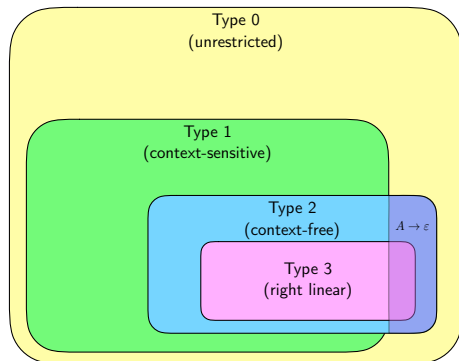 Type 0
(unrestricted)
Type 1
(context-sensitive)
Type 2
(context-free)
A → ε
Type 3
(right linear)